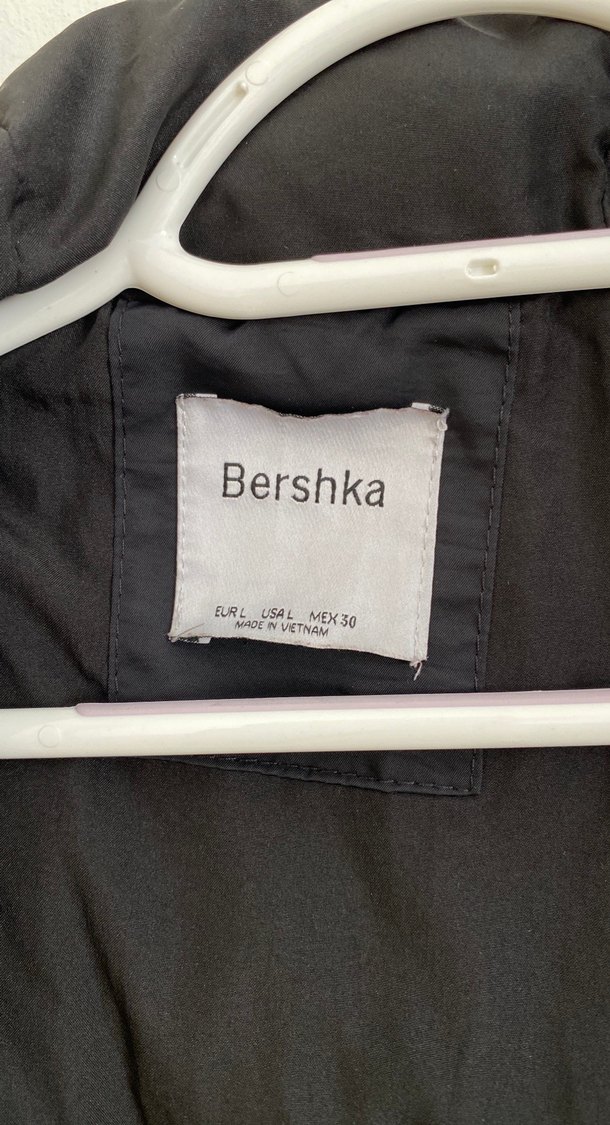 Bershka
EUR L USA L MEX 30
MADE IN VIETNAM